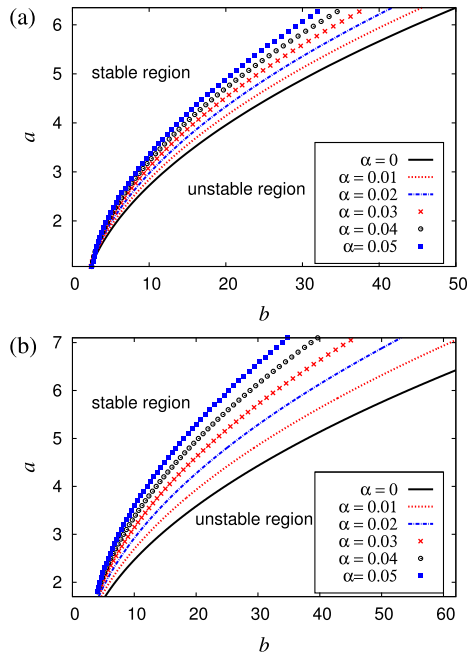 (a)
6
stable region
5
4
a
3
unstable region
2
α = 0
α = 0.01
α = 0.02
α = 0.03
α = 0.04
α= 0.05
0 10 20 30 40 50
b
(b)
7
6
stable region
5
a
4
3
unstable region
2
α = 0
α = 0.01
α = 0.02
α = 0.03
α = 0.04
α= 0.05
0 10 20 30 40 50 60
b